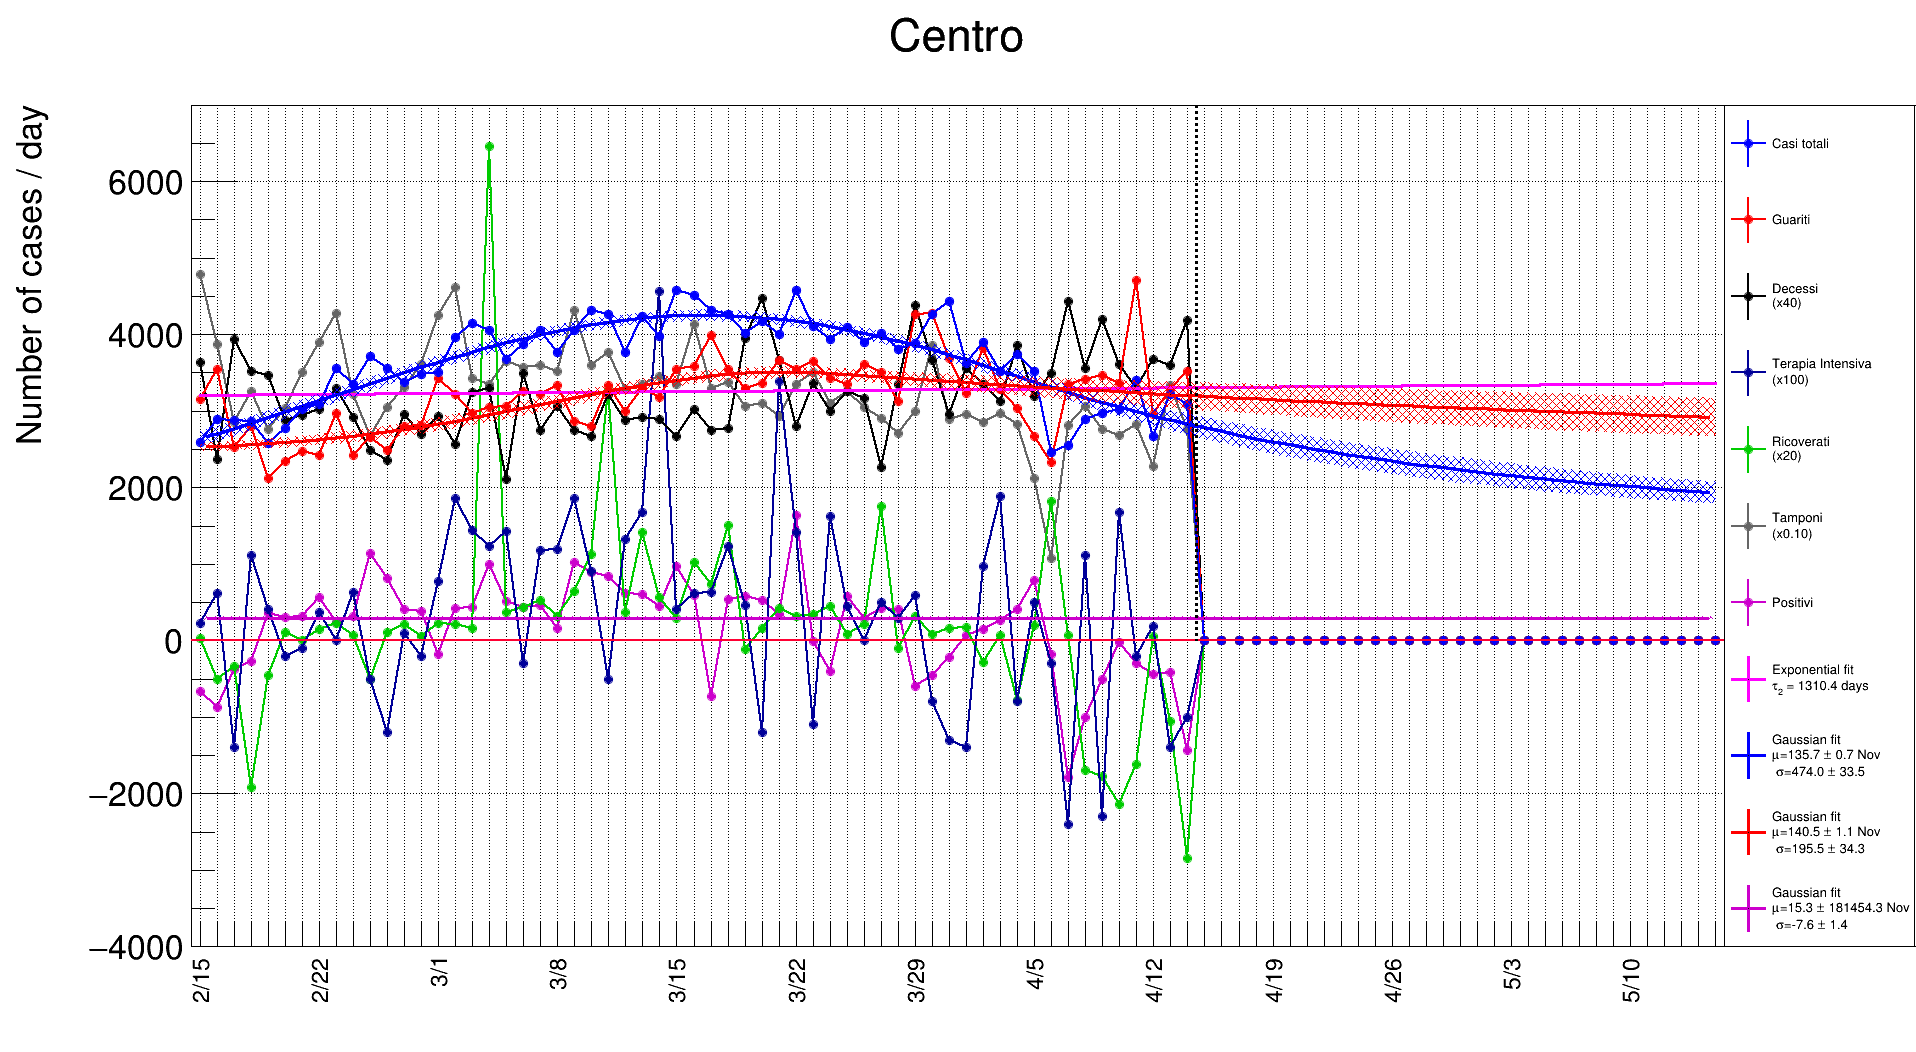 Centro
Number of cases / day
6000
4000
2000
0
−2000
−4000
2/15
2/22
3/1
3/8
3/15
3/22
3/29
4/5
4/12
4/19
4/26
5/3
5/10
Casi totali
Guariti
Decessi
(x40)
Terapia Intensiva
(x100)
Ricoverati
(x20)
Tamponi
(x0.10)
Positivi
Exponential fit
τ₂ = 1310.4 days
Gaussian fit
μ=135.7 ± 0.7 Nov
σ=474.0 ± 33.5
Gaussian fit
μ=140.5 ± 1.1 Nov
σ=195.5 ± 34.3
Gaussian fit
μ=15.3 ± 181454.3 Nov
σ=-7.6 ± 1.4